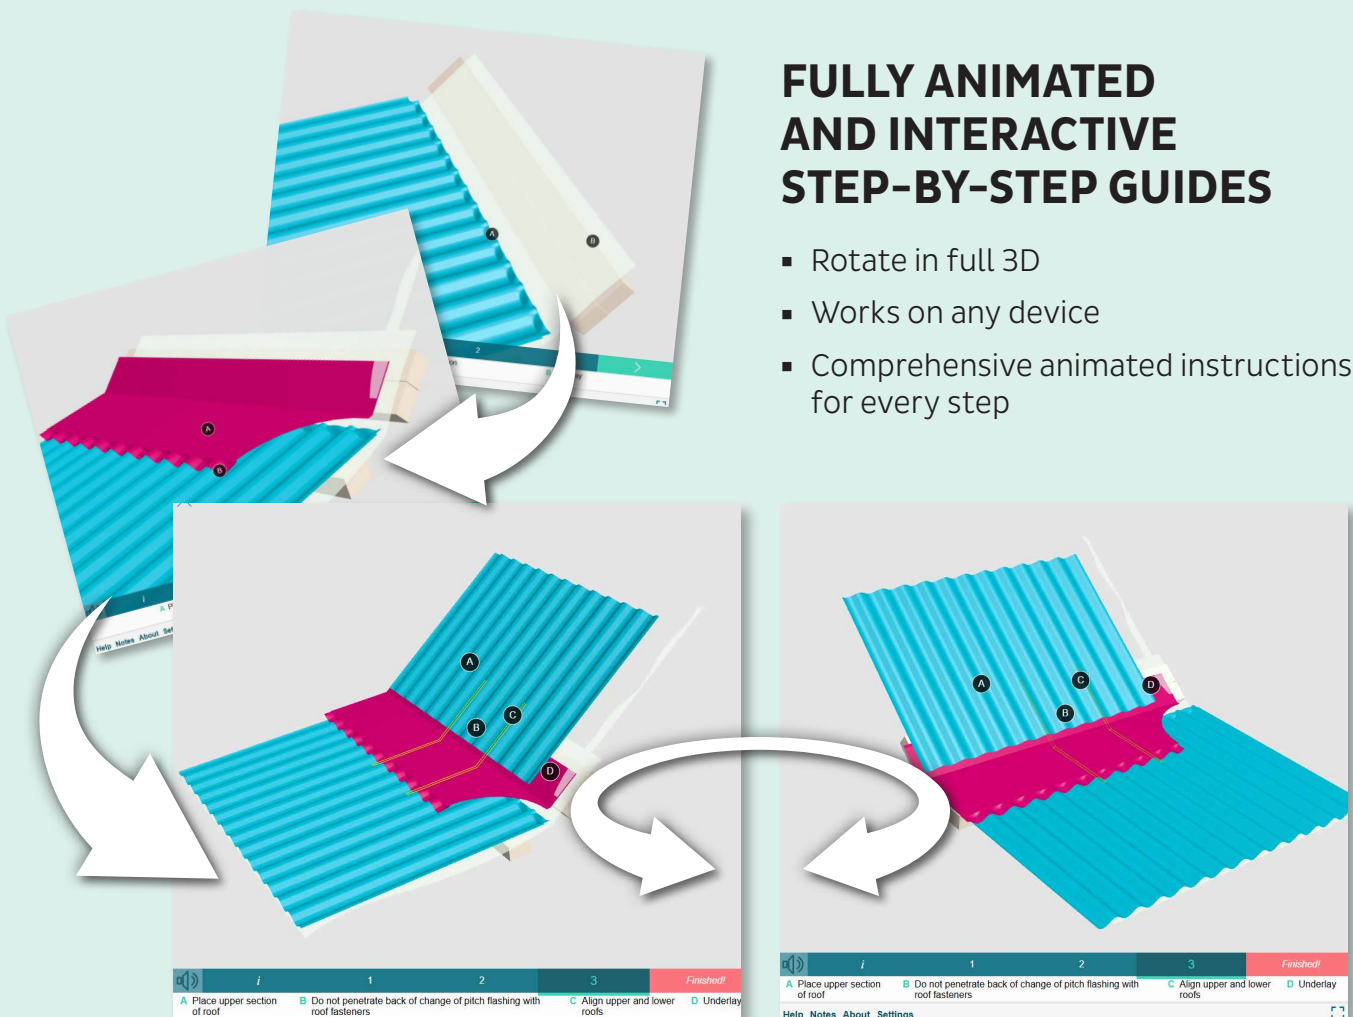 FULLY ANIMATED
AND INTERACTIVE
STEP-BY-STEP GUIDES
▪ Rotate in full 3D
▪ Works on any device
▪ Comprehensive animated instructions
for every step
A
B
2
A
B
i
A
Help Notes About
A
B
C
D
i 1 2 3 Finished!
A Place upper section
of roof
B Do not penetrate back of change of pitch flashing with
roof fasteners
C Align upper and lower
roofs
D Underlay
A
B
C
D
i 1 2 3 Finished!
A Place upper section
of roof
B Do not penetrate back of change of pitch flashing with
roof fasteners
C Align upper and lower
roofs
D Underlay
Help Notes About Settings